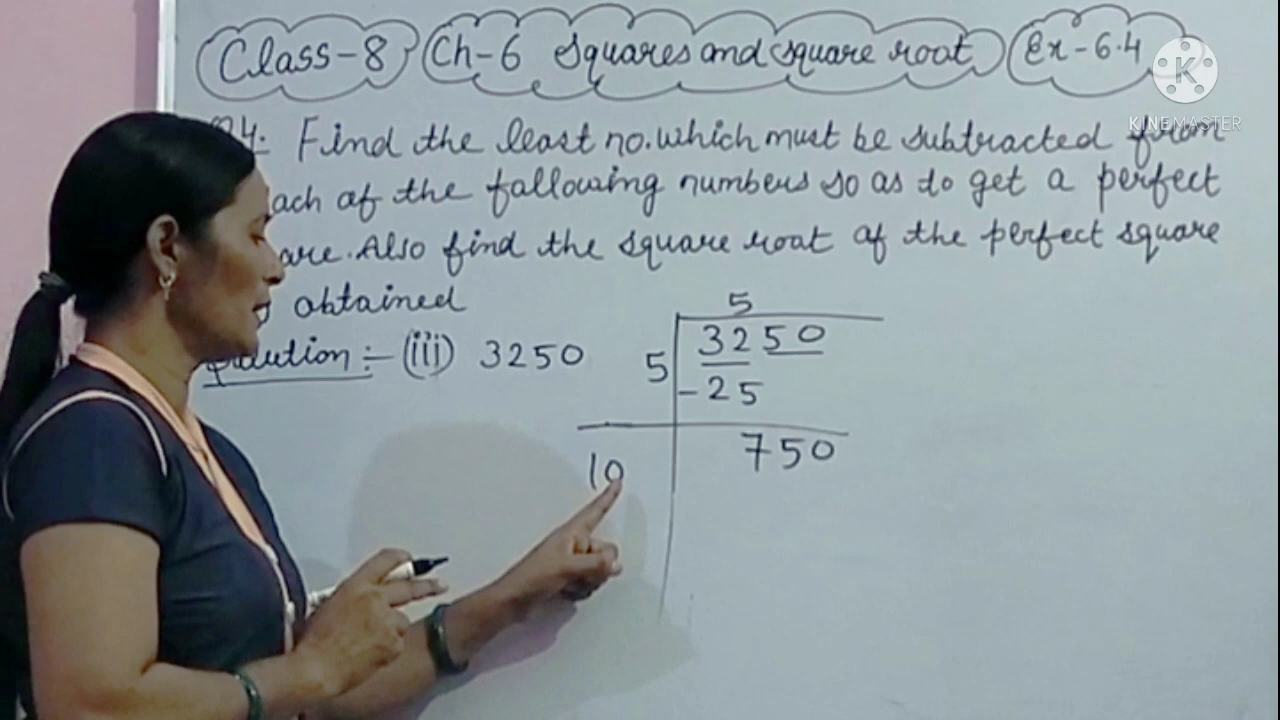 Class-8 Ch-6 Squares and square root Ex-6.4
K
KINEMASTER
Find the least no. which must be subtracted from
of the following numbers so as to get a perfect
Also find the square root of the perfect square
obtained
:- (iii) 3250
5
5 3250
-25
10 750